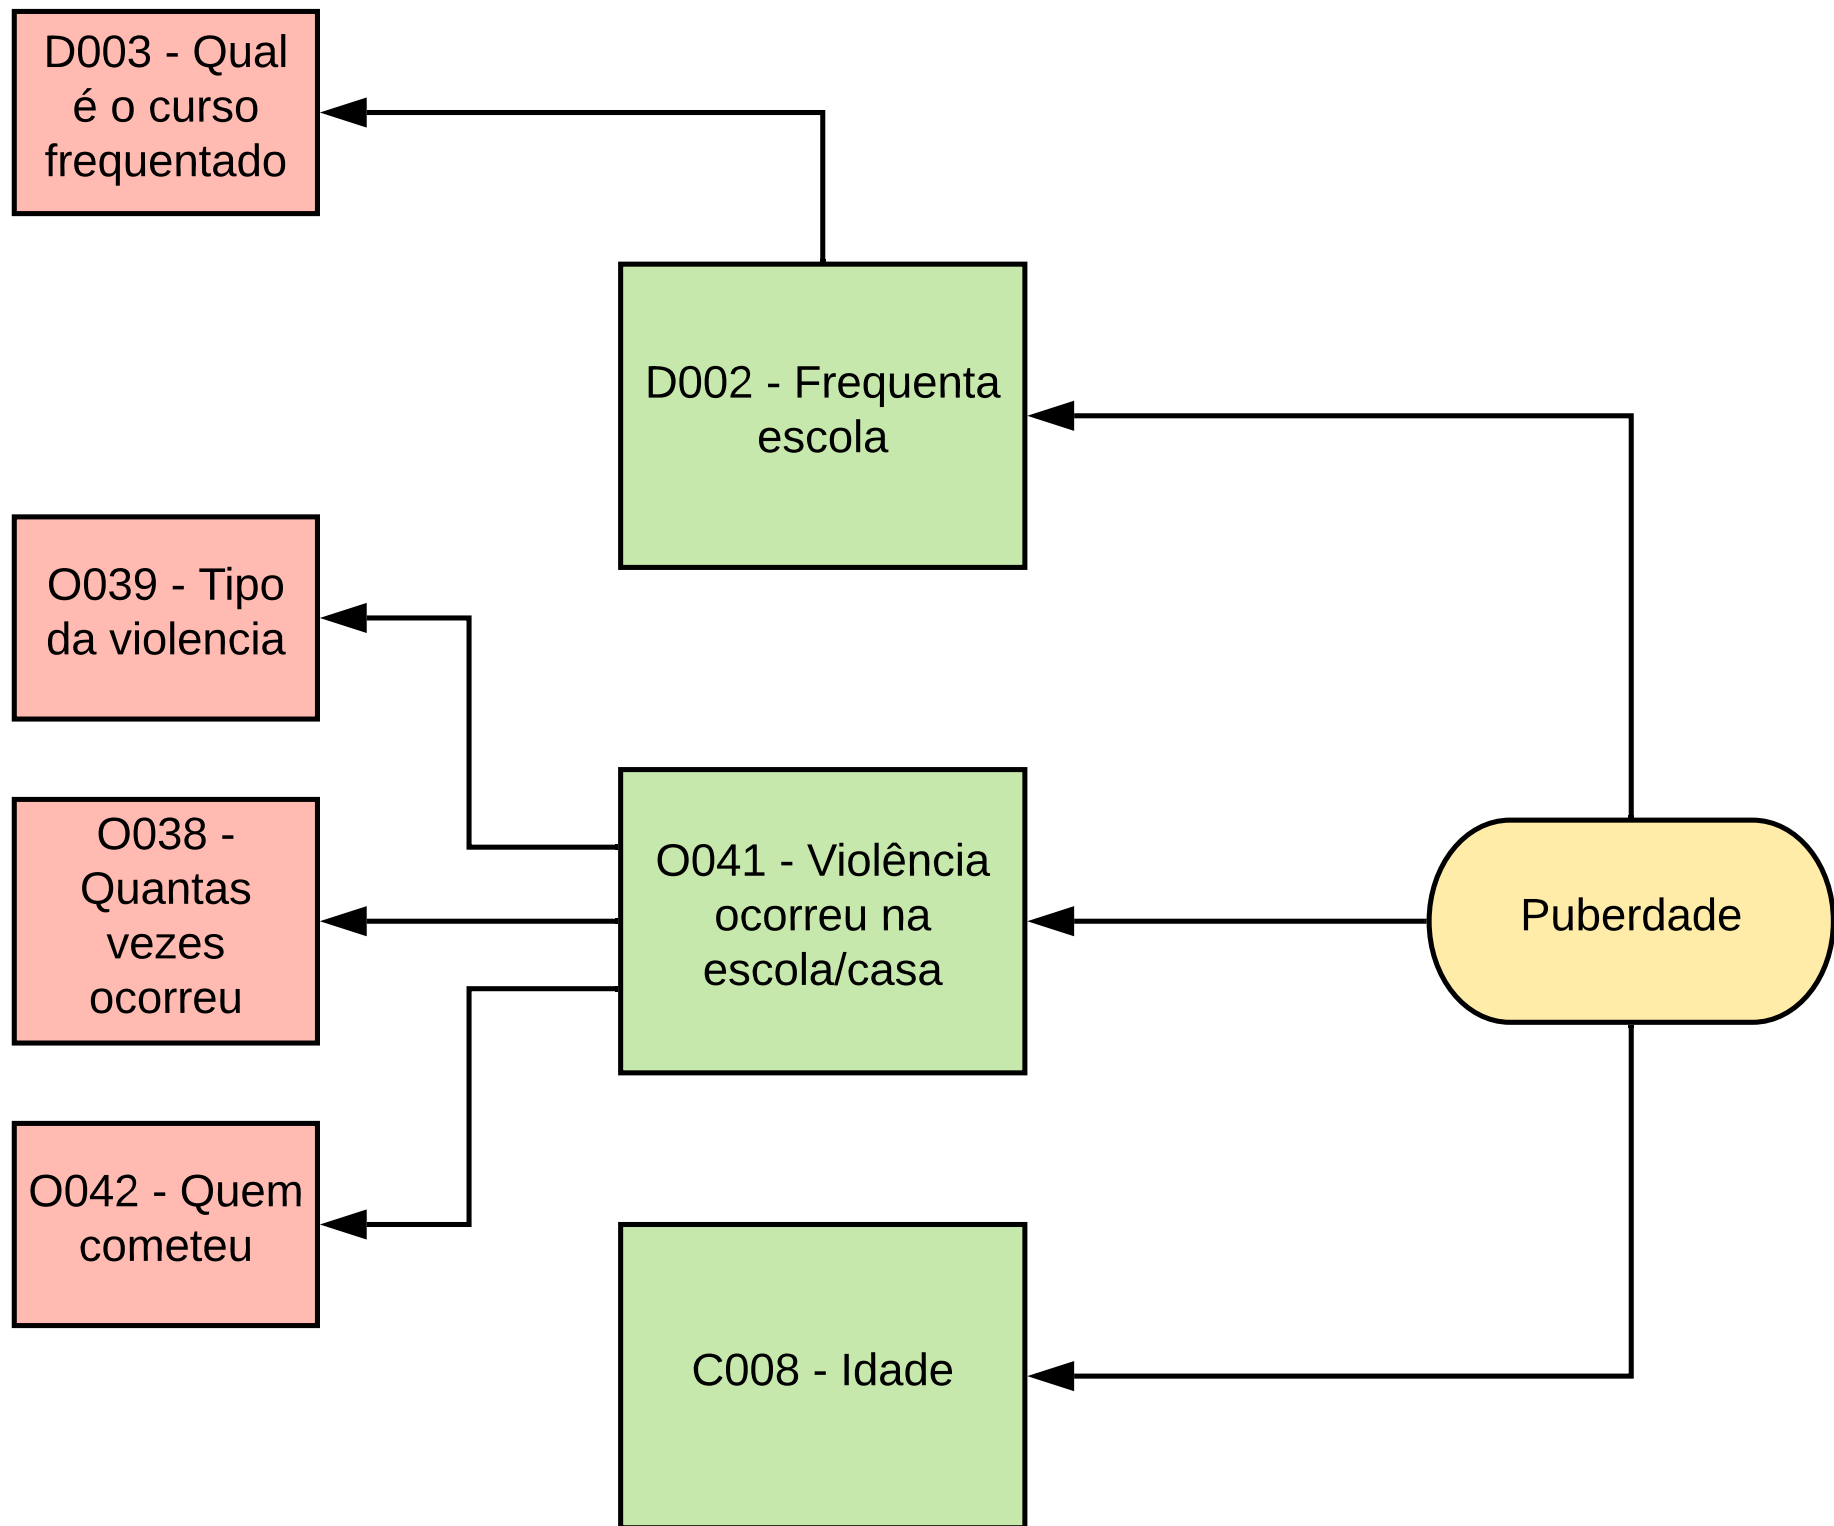 D003 - Qual
é o curso
frequentado
D002 - Frequenta
escola
O039 - Tipo
da violencia
O038 -
Quantas
vezes
ocorreu
O041 - Violência
ocorreu na
escola/casa
Puberdade
O042 - Quem
cometeu
C008 - Idade